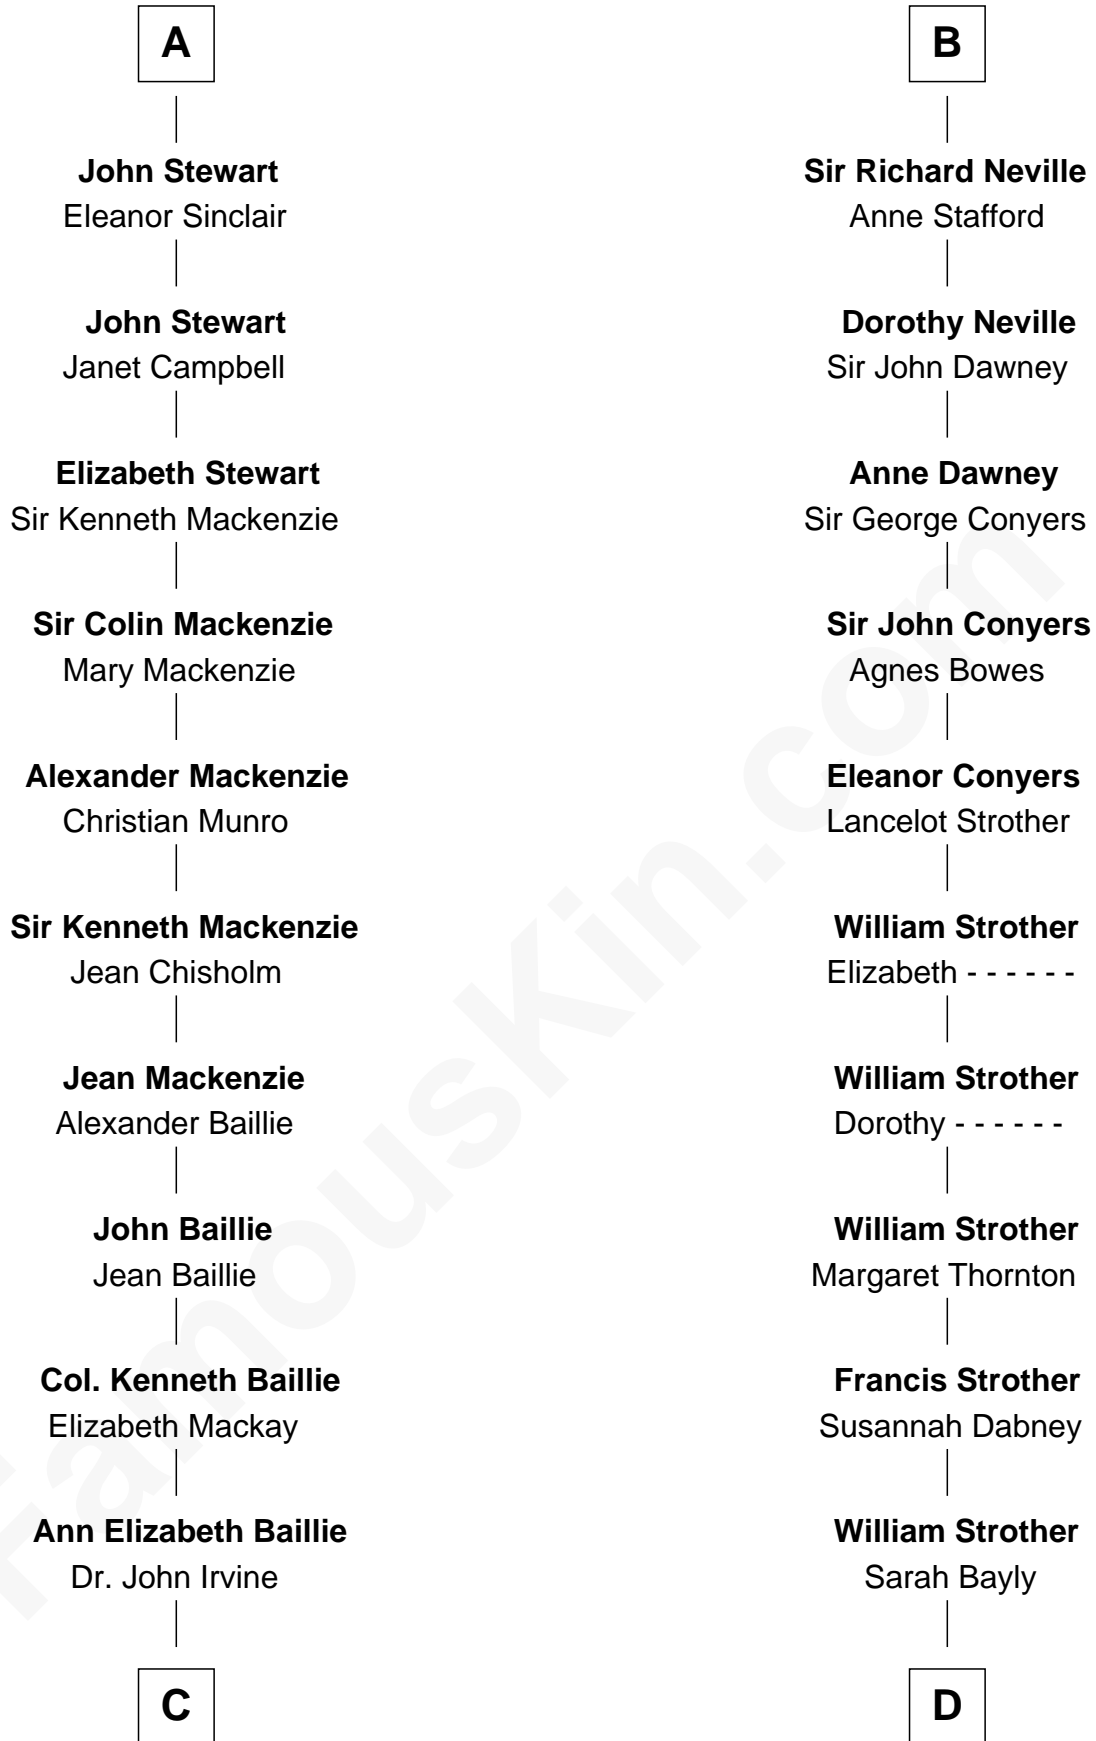 A
John Stewart
Eleanor Sinclair
John Stewart
Janet Campbell
Elizabeth Stewart
Sir Kenneth Mackenzie
Sir Colin Mackenzie
Mary Mackenzie
Alexander Mackenzie
Christian Munro
Sir Kenneth Mackenzie
Jean Chisholm
Jean Mackenzie
Alexander Baillie
John Baillie
Jean Baillie
Col. Kenneth Baillie
Elizabeth Mackay
Ann Elizabeth Baillie
Dr. John Irvine
C
B
Sir Richard Neville
Anne Stafford
Dorothy Neville
Sir John Dawney
Anne Dawney
Sir George Conyers
Sir John Conyers
Agnes Bowes
Eleanor Conyers
Lancelot Strother
William Strother
Elizabeth - - - - - -
William Strother
Dorothy - - - - - -
William Strother
Margaret Thornton
Francis Strother
Susannah Dabney
William Strother
Sarah Bayly
D
FamousKin.com